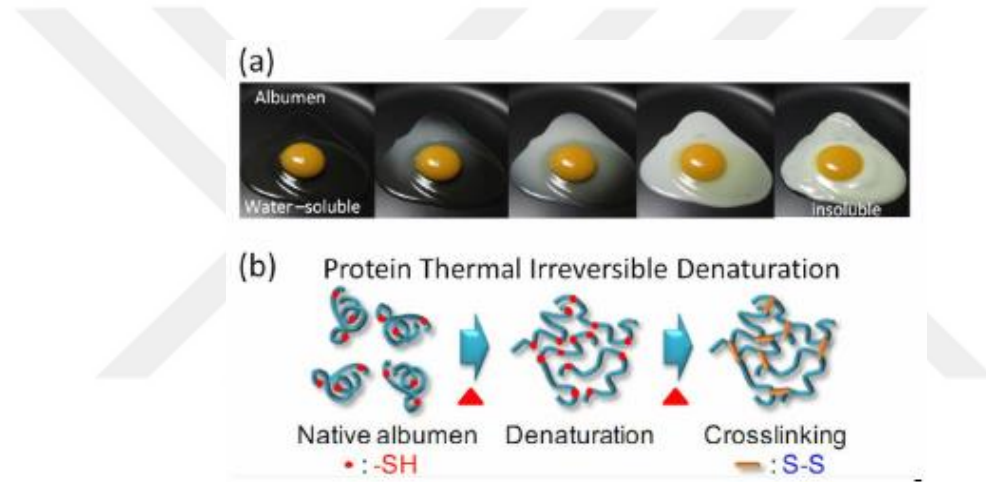 (a)
Albumen
Water-soluble
insoluble
(b) Protein Thermal Irreversible Denaturation
Native albumen Denaturation Crosslinking
• : -SH
: S-S